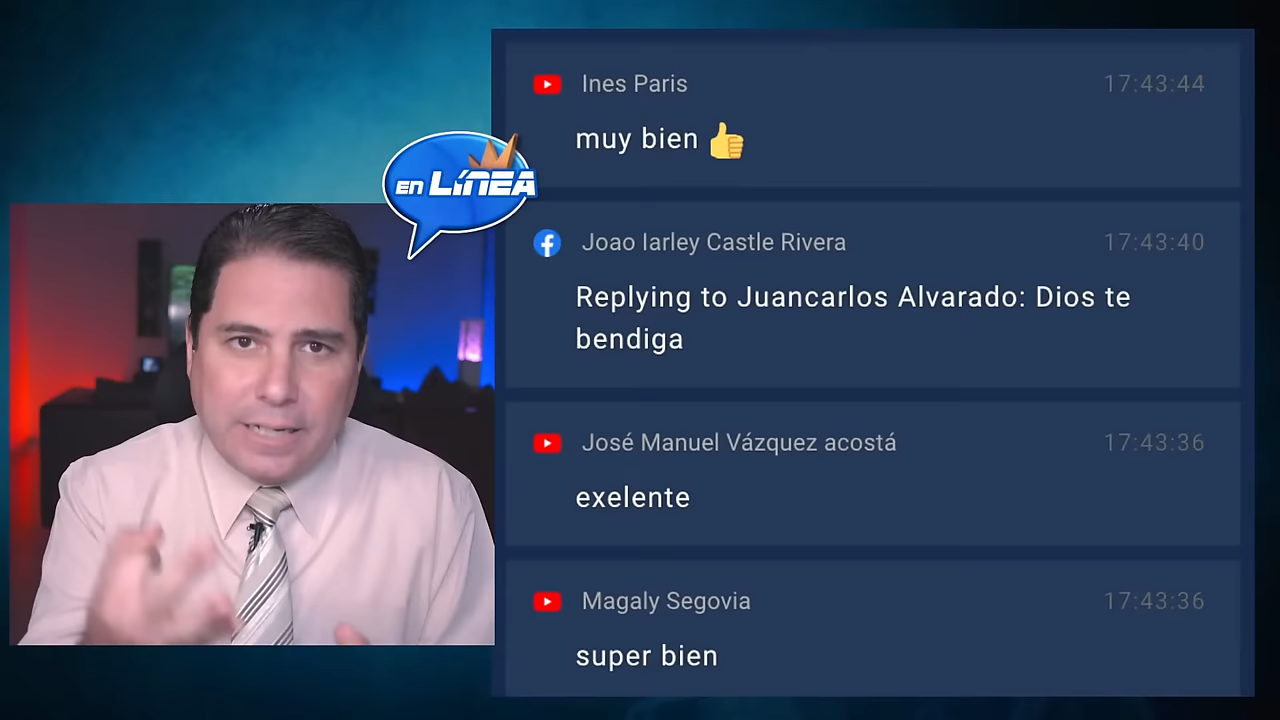 Ines Paris 17:43:44
muy bien 👍
EN LÍNEA
Joao Iarley Castle Rivera 17:43:40
Replying to Juancarlos Alvarado: Dios te
bendiga
José Manuel Vázquez acostá 17:43:36
exelente
Magaly Segovia 17:43:36
super bien